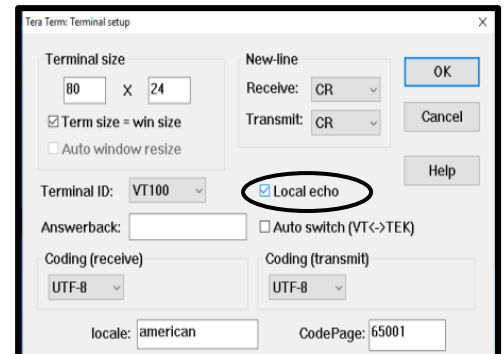 Tera Term: Terminal setup X
Terminal size
80 X 24
Term size = win size
Auto window resize
New-line
Receive: CR
Transmit: CR
OK
Cancel
Help
Terminal ID: VT100
Local echo
Answerback:
Auto switch (VT<->TEK)
Coding (receive)
UTF-8
Coding (transmit)
UTF-8
locale: american
CodePage: 65001